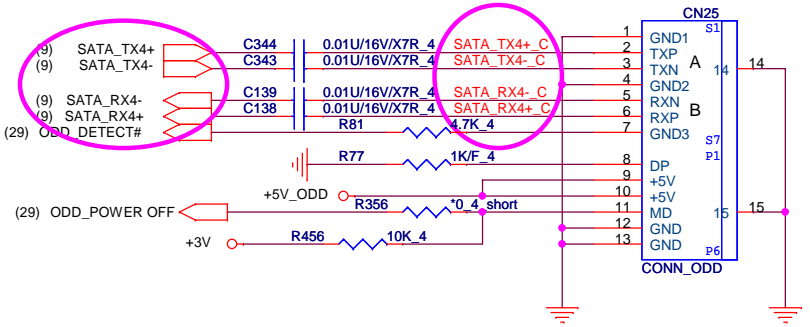 CN25
C344 0.01U/16V/X7R_4 1 GND1 S1
(9) SATA_TX4+ SATA_TX4+_C 2 TXP
(9) SATA_TX4- C343 0.01U/16V/X7R_4 SATA_TX4-_C 3 TXN A 14 14
4 GND2
(9) SATA_RX4- C139 0.01U/16V/X7R_4 SATA_RX4-_C 5 RXN B
(9) SATA_RX4+ C138 0.01U/16V/X7R_4 SATA_RX4+_C 6 RXP
(29) ODD_DETECT# R81 4.7K_4 7 GND3 S7
P1
R77 1K/F_4 8 DP
9 +5V
+5V_ODD 10 +5V
(29) ODD_POWER OFF R356 *0_4_short 11 MD 15 15
12 GND
+3V R456 10K_4 13 GND P6
CONN_ODD